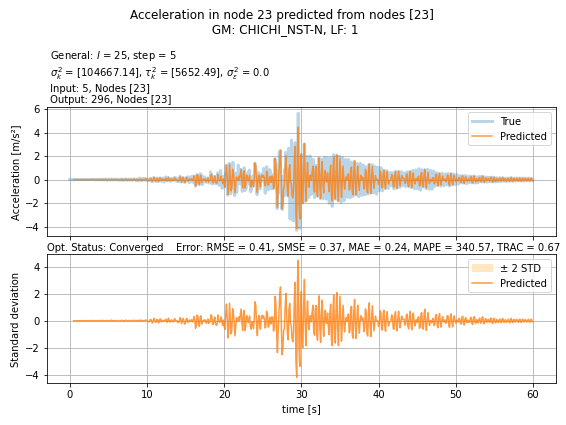 Acceleration in node 23 predicted from nodes [23]
GM: CHICHI_NST-N, LF: 1
General: l = 25, step = 5
σ²ₖ = [104667.14], τ²ₖ = [5652.49], σ²ₑ = 0.0
Input: 5, Nodes [23]
Output: 296, Nodes [23]
Acceleration [m/s²]
6
4
2
0
−2
−4
True
Predicted
Opt. Status: Converged    Error: RMSE = 0.41, SMSE = 0.37, MAE = 0.24, MAPE = 340.57, TRAC = 0.67
Standard deviation
4
2
0
−2
−4
± 2 STD
Predicted
0 10 20 30 40 50 60
time [s]